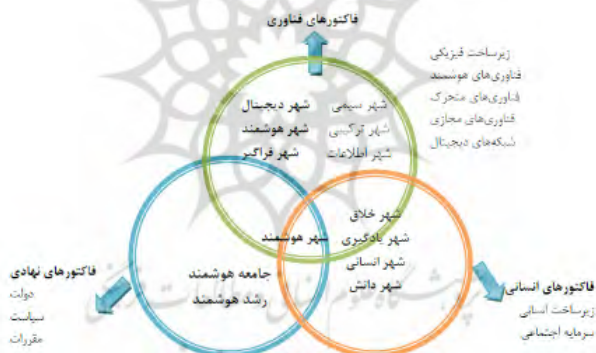 فاکتورهای فناوری
زیرساخت فیزیکی
فناوری‌های هوشمند
فناوری‌های متحرک
فناوری‌های مجازی
شبکه‌های دیجیتال
شهر سیمی شهر دیجیتال
شهر ترکیبی شهر هوشمند
شهر اطلاعات شهر فراگیر
شهر خلاق
شهر یادگیری
شهر انسانی
شهر دانش
شهر هوشمند
جامعه هوشمند
رشد هوشمند
فاکتورهای انسانی
زیرساخت انسانی
سرمایه اجتماعی
فاکتورهای نهادی
دولت
سیاست
مقررات